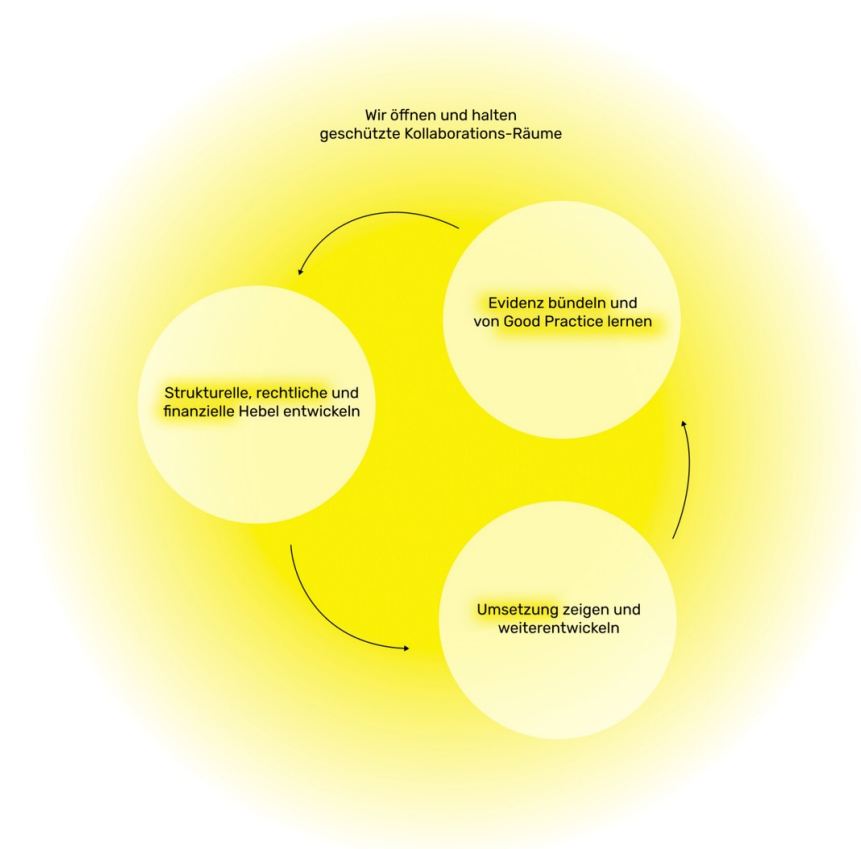 Wir öffnen und halten
geschützte Kollaborations-Räume
Evidenz bündeln und
von Good Practice lernen
Strukturelle, rechtliche und
finanzielle Hebel entwickeln
Umsetzung zeigen und
weiterentwickeln